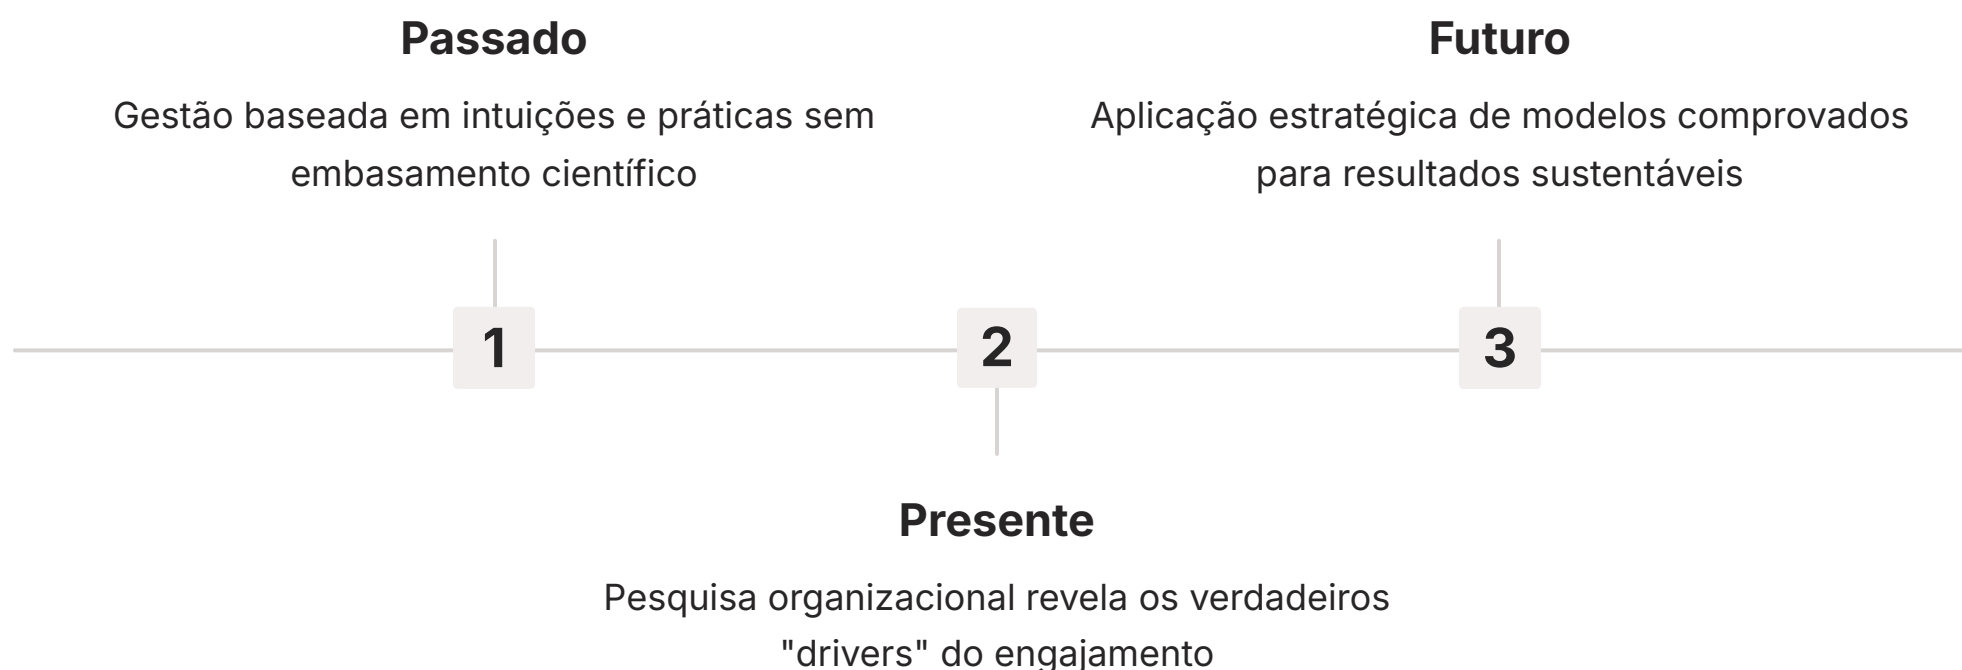 Passado
Gestão baseada em intuições e práticas sem
embasamento científico
Futuro
Aplicação estratégica de modelos comprovados
para resultados sustentáveis
1
2
3
Presente
Pesquisa organizacional revela os verdadeiros
"drivers" do engajamento